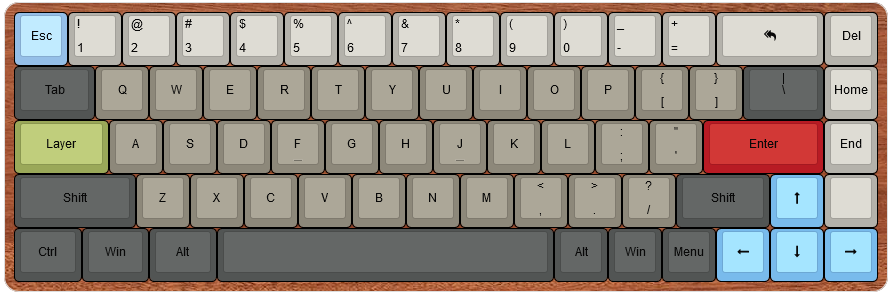 Esc ! 1 @ 2 # 3 $ 4 % 5 ^ 6 & 7 * 8 ( 9 ) 0 _ - + = Del
Tab Q W E R T Y U I O P { [ } ] | \ Home
Layer A S D F _ G H J _ K L : ; " ' Enter End
Shift Z X C V B N M < , > . ? / Shift ↑
Ctrl Win Alt Alt Win Menu ← ↓ →